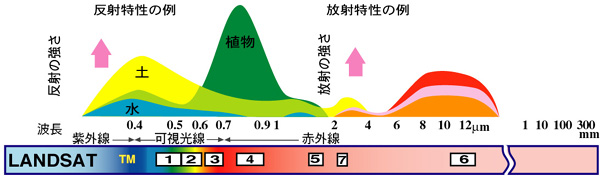 反射特性の例
放射特性の例
反射の強さ
植物
土
水
放射の強さ
波長 0.4 0.5 0.6 0.7 0.9 1 2 4 6 8 10 12μm 1 10 100 300
mm
紫外線 可視光線 赤外線
LANDSAT TM 1 2 3 4 5 7 6